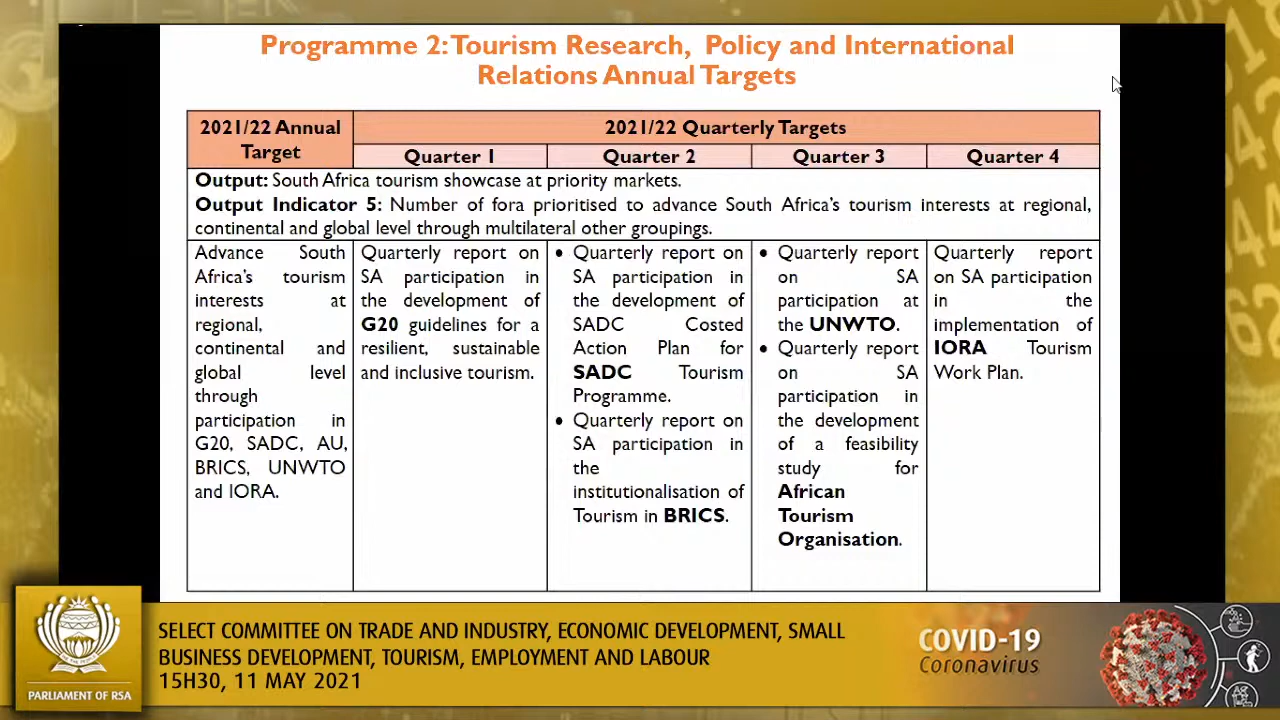 Programme 2: Tourism Research, Policy and International
Relations Annual Targets
2021/22 Annual
Target
2021/22 Quarterly Targets
Quarter 1
Quarter 2
Quarter 3
Quarter 4
Output: South Africa tourism showcase at priority markets.
Output Indicator 5: Number of fora prioritised to advance South Africa's tourism interests at regional,
continental and global level through multilateral other groupings.
Advance South
Africa's tourism
interests at
regional,
continental and
global level
through
participation in
G20, SADC, AU,
BRICS, UNWTO
and IORA.
Quarterly report on
SA participation in
the development of
G20 guidelines for a
resilient, sustainable
and inclusive tourism.
• Quarterly report on
SA participation in
the development of
SADC Costed
Action Plan for
SADC Tourism
Programme.
• Quarterly report on
SA participation in
the
institutionalisation of
Tourism in BRICS.
• Quarterly report
on SA
participation at
the UNWTO.
• Quarterly report
on SA
participation in
the development
of a feasibility
study for
African
Tourism
Organisation.
Quarterly report
on SA participation
in the
implementation of
IORA Tourism
Work Plan.
PARLIAMENT OF RSA
SELECT COMMITTEE ON TRADE AND INDUSTRY, ECONOMIC DEVELOPMENT, SMALL
BUSINESS DEVELOPMENT, TOURISM, EMPLOYMENT AND LABOUR
15H30, 11 MAY 2021
COVID-19
Coronavirus